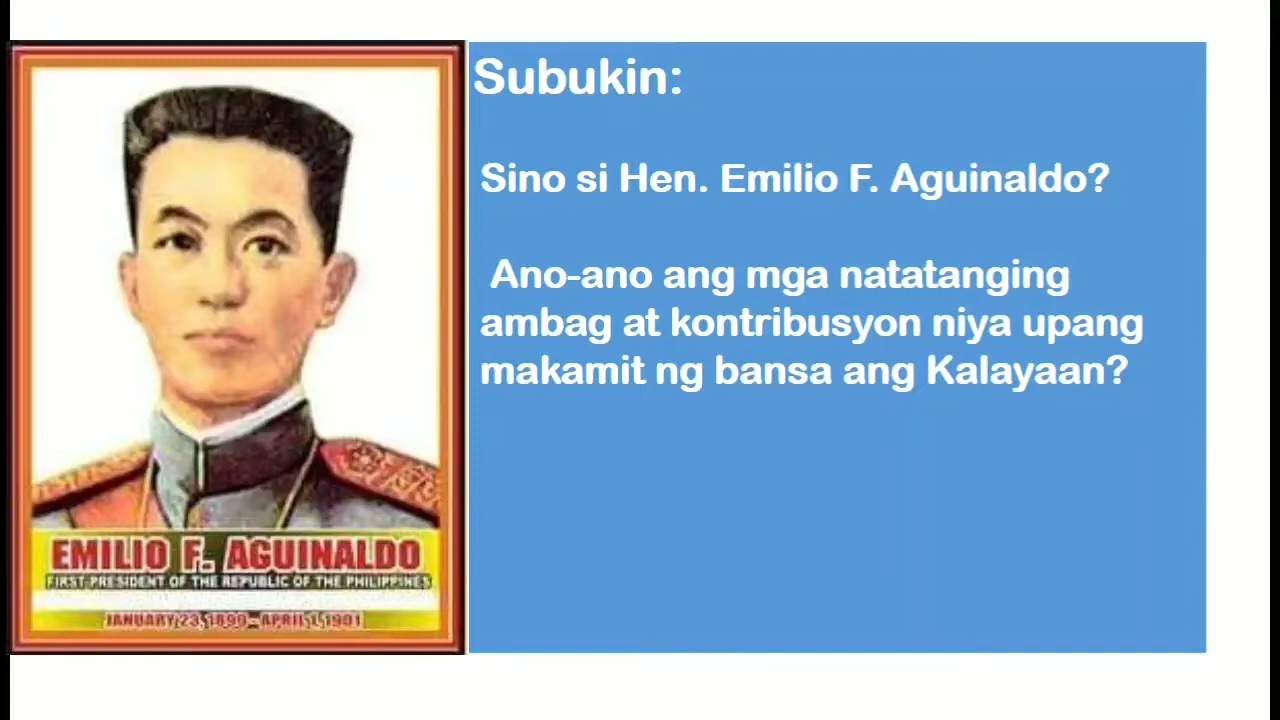 Subukin:
Sino si Hen. Emilio F. Aguinaldo?
Ano-ano ang mga natatanging
ambag at kontribusyon niya upang
makamit ng bansa ang Kalayaan?
EMILIO F. AGUINALDO
FIRST PRESIDENT OF THE REPUBLIC OF THE PHILIPPINES
JANUARY 23, 1899 - APRIL 1, 1901